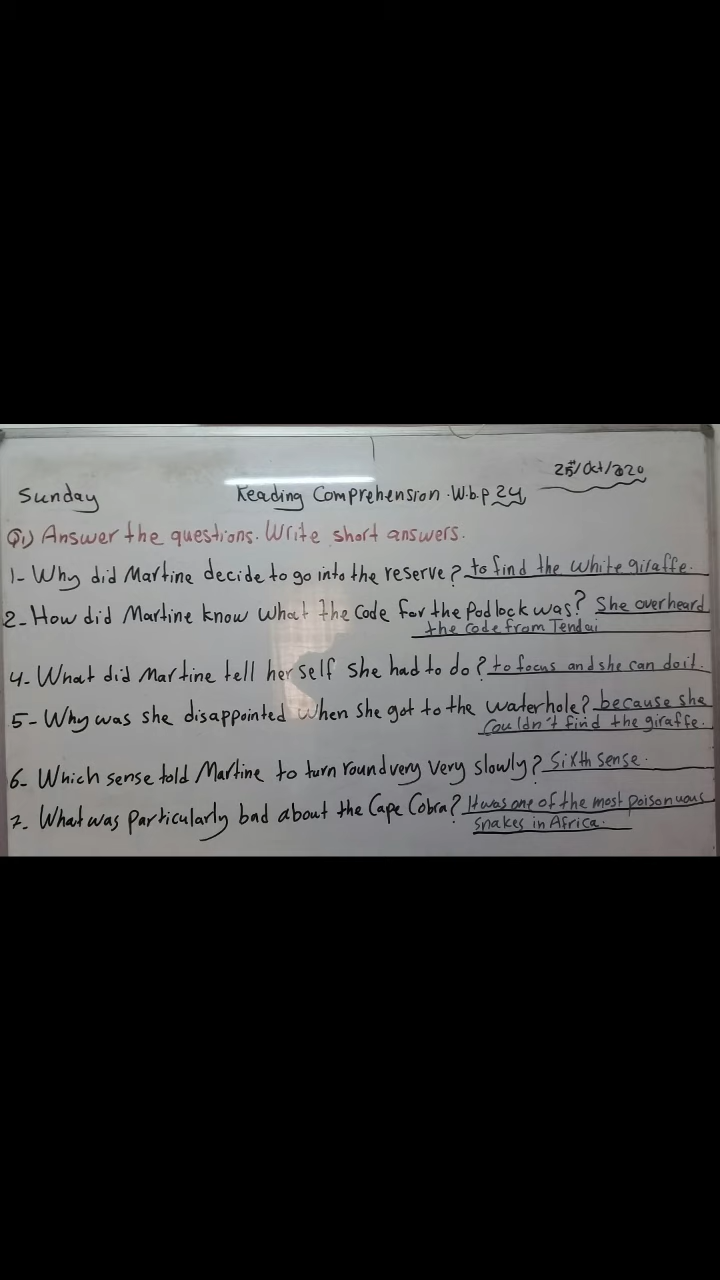 25th/Oct/2020
Sunday Reading Comprehension .W.b.p 24
Q1) Answer the questions. Write short answers.
1- Why did Martine decide to go into the reserve? to find the white giraffe.
2- How did Martine know what the code for the Podlock was? She overheard
the code from Tendai
4- What did Martine tell her self she had to do? to focus and she can do it.
5- Why was she disappointed when she got to the waterhole? because she
couldn't find the giraffe.
6- Which sense told Martine to turn round very very slowly? Sixth sense.
7- What was particularly bad about the Cape Cobra? It was one of the most poisonuous
snakes in Africa.